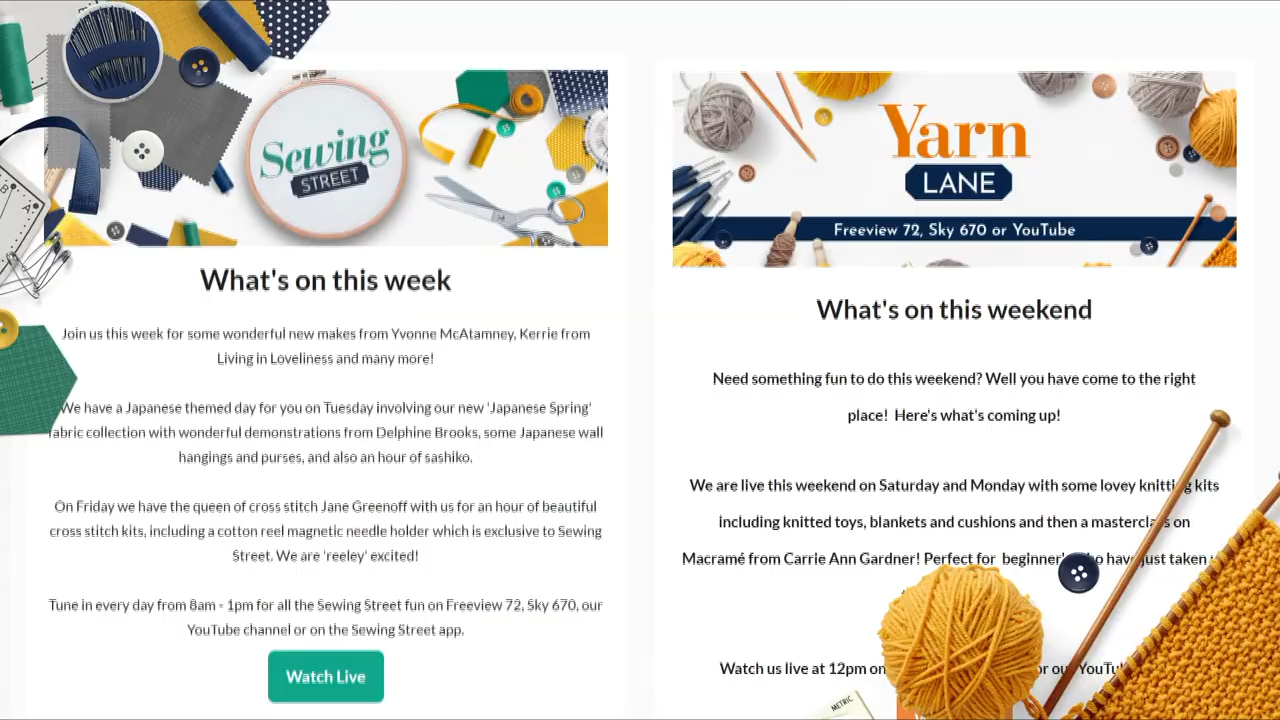 Sewing
STREET
What's on this week
Join us this week for some wonderful new makes from Yvonne McAtamney, Kerrie from
Living in Loveliness and many more!
We have a Japanese themed day for you on Tuesday involving our new 'Japanese Spring'
fabric collection with wonderful demonstrations from Delphine Brooks, some Japanese wall
hangings and purses, and also an hour of sashiko.
On Friday we have the queen of cross stitch Jane Greenoff with us for an hour of beautiful
cross stitch kits, including a cotton reel magnetic needle holder which is exclusive to Sewing
Street. We are 'reeley' excited!
Tune in every day from 8am - 1pm for all the Sewing Street fun on Freeview 72, Sky 670, our
YouTube channel or on the Sewing Street app.
Watch Live
Yarn
LANE
Freeview 72, Sky 670 or YouTube
What's on this weekend
Need something fun to do this weekend? Well you have come to the right
place! Here's what's coming up!
We are live this weekend on Saturday and Monday with some lovey knitting kits
including knitted toys, blankets and cushions and then a masterclass on
Macramé from Carrie Ann Gardner! Perfect for beginner's who have just taken
Watch us live at 12pm on or our
METRIC
B
A